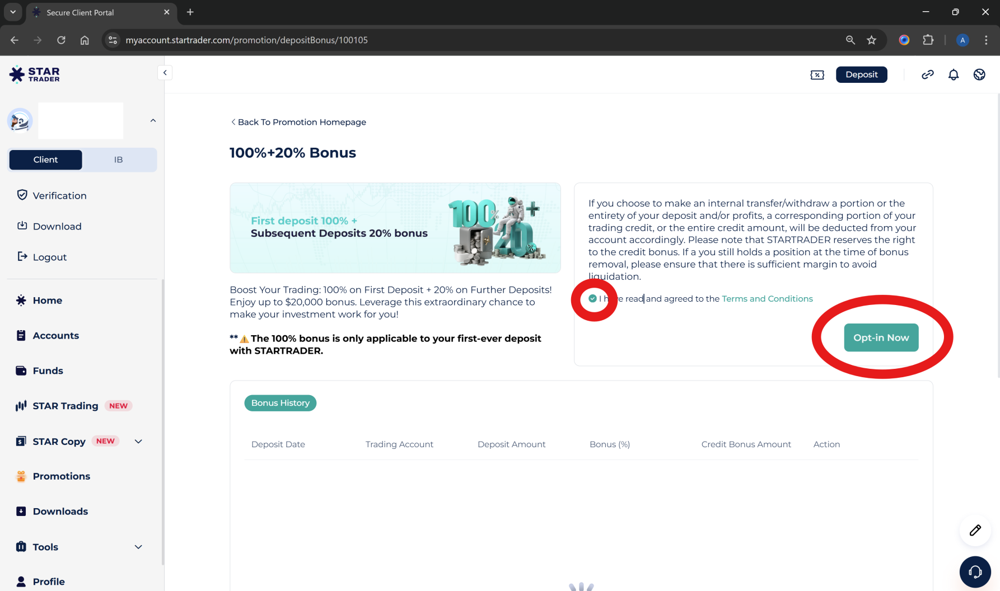 Secure Client Portal
myaccount.startrader.com/promotion/depositBonus/100105
A
STAR
TRADER
Deposit
Client
IB
Verification
Download
Logout
Home
Accounts
Funds
STAR Trading NEW
STAR Copy NEW
Promotions
Downloads
Tools
Profile
Back To Promotion Homepage
100%+20% Bonus
First deposit 100% +
Subsequent Deposits 20% bonus
100% +
20%
Boost Your Trading: 100% on First Deposit + 20% on Further Deposits!
Enjoy up to $20,000 bonus. Leverage this extraordinary chance to
make your investment work for you!
**⚠️The 100% bonus is only applicable to your first-ever deposit
with STARTRADER.
If you choose to make an internal transfer/withdraw a portion or the
entirety of your deposit and/or profits, a corresponding portion of your
trading credit, or the entire credit amount, will be deducted from your
account accordingly. Please note that STARTRADER reserves the right
to the credit bonus. If a you still holds a position at the time of bonus
removal, please ensure that there is sufficient margin to avoid
liquidation.
I have read and agreed to the Terms and Conditions
Opt-in Now
Bonus History
Deposit Date Trading Account Deposit Amount Bonus (%) Credit Bonus Amount Action